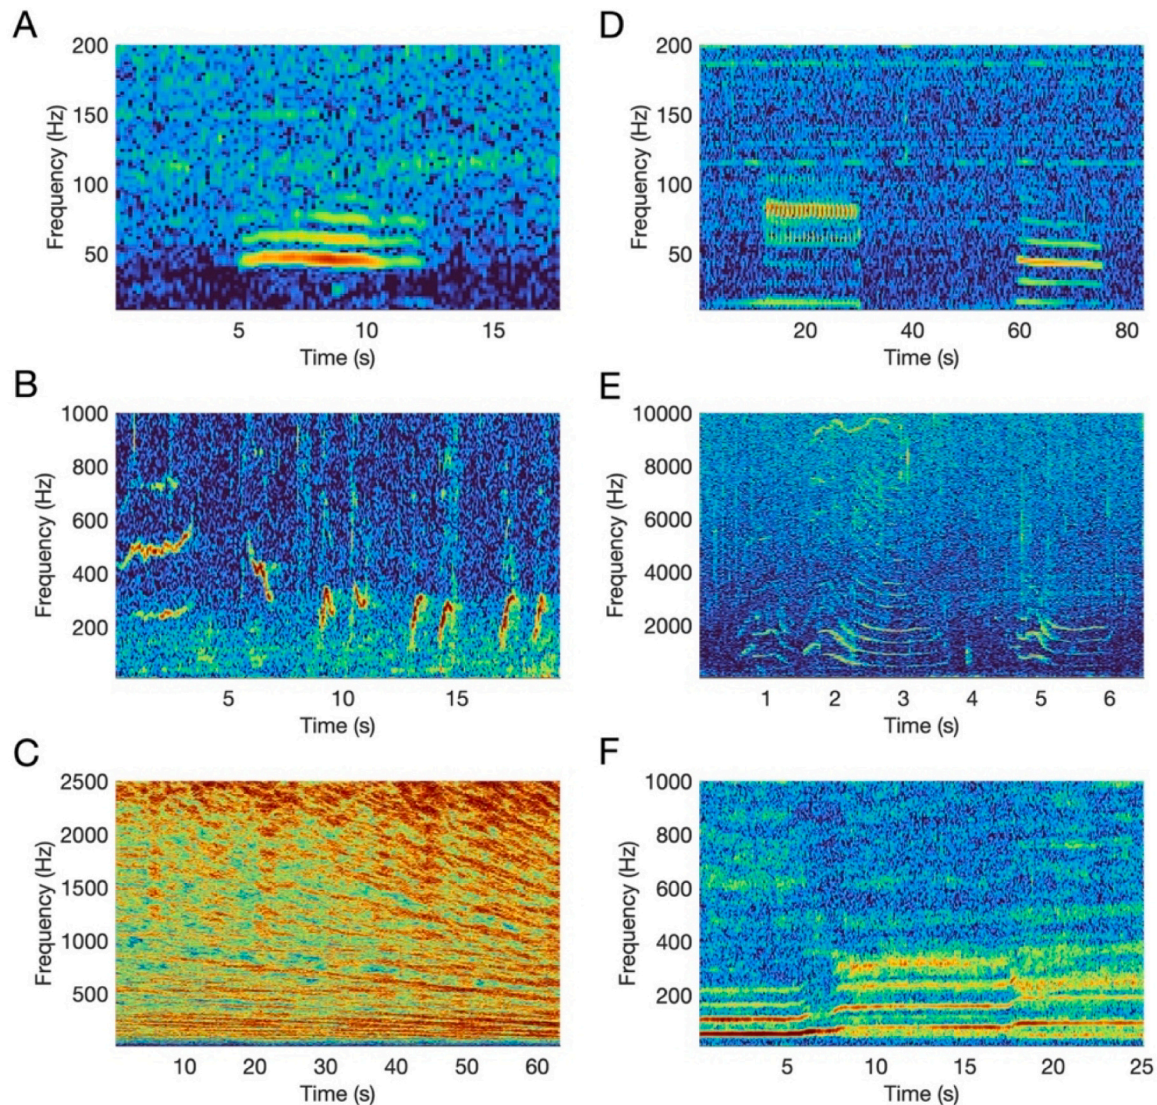 A
Frequency (Hz)
200
150
100
50
5 10 15
Time (s)
D
Frequency (Hz)
200
150
100
50
20 40 60 80
Time (s)
B
Frequency (Hz)
1000
800
600
400
200
5 10 15
Time (s)
E
Frequency (Hz)
10000
8000
6000
4000
2000
1 2 3 4 5 6
Time (s)
C
Frequency (Hz)
2500
2000
1500
1000
500
10 20 30 40 50 60
Time (s)
F
Frequency (Hz)
1000
800
600
400
200
5 10 15 20 25
Time (s)